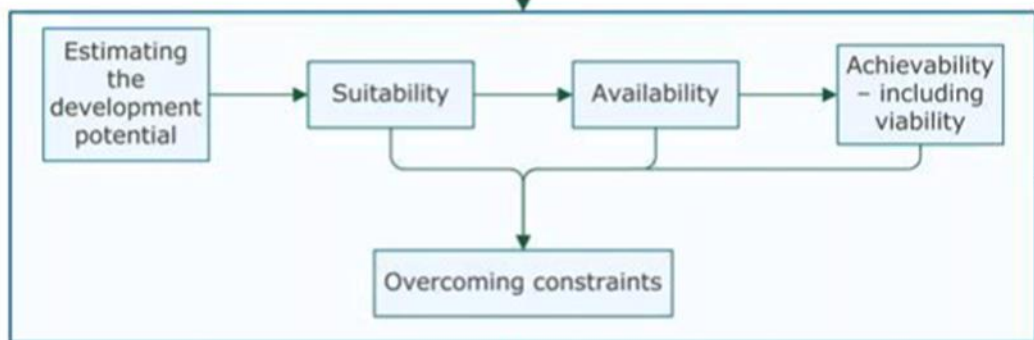 Estimating
the
development
potential
Suitability
Availability
Achievability
– including
viability
Overcoming constraints